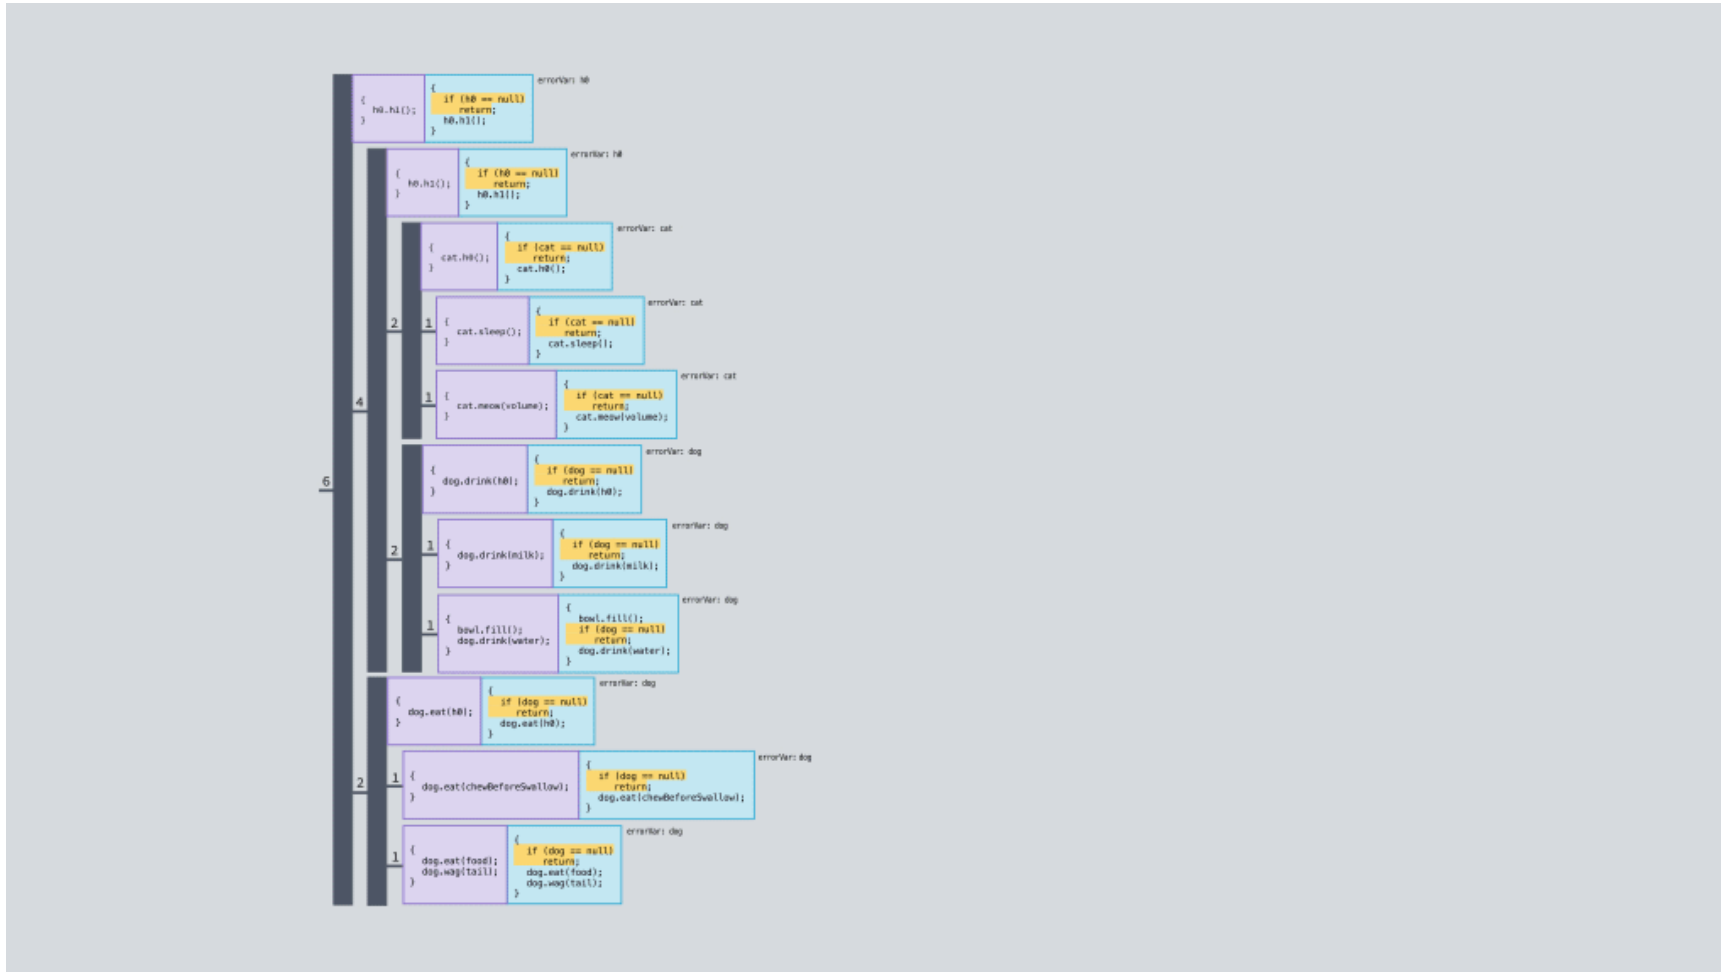 errorVar: h0
{
h0.h1();
}
{
if (h0 == null)
return;
h0.h1();
}
errorVar: h0
{
h0.h1();
}
{
if (h0 == null)
return;
h0.h1();
}
errorVar: cat
{
cat.h0();
}
{
if (cat == null)
return;
cat.h0();
}
errorVar: cat
2
1
{
cat.sleep();
}
{
if (cat == null)
return;
cat.sleep();
}
errorVar: cat
1
{
cat.meow(volume);
}
{
if (cat == null)
return;
cat.meow(volume);
}
4
errorVar: dog
{
dog.drink(h0);
}
{
if (dog == null)
return;
dog.drink(h0);
}
6
errorVar: dog
2
1
{
dog.drink(milk);
}
{
if (dog == null)
return;
dog.drink(milk);
}
errorVar: dog
1
{
bowl.fill();
dog.drink(water);
}
{
bowl.fill();
if (dog == null)
return;
dog.drink(water);
}
errorVar: dog
{
dog.eat(h0);
}
{
if (dog == null)
return;
dog.eat(h0);
}
errorVar: dog
2
1
{
dog.eat(chewBeforeSwallow);
}
{
if (dog == null)
return;
dog.eat(chewBeforeSwallow);
}
errorVar: dog
1
{
dog.eat(food);
dog.wag(tail);
}
{
if (dog == null)
return;
dog.eat(food);
dog.wag(tail);
}